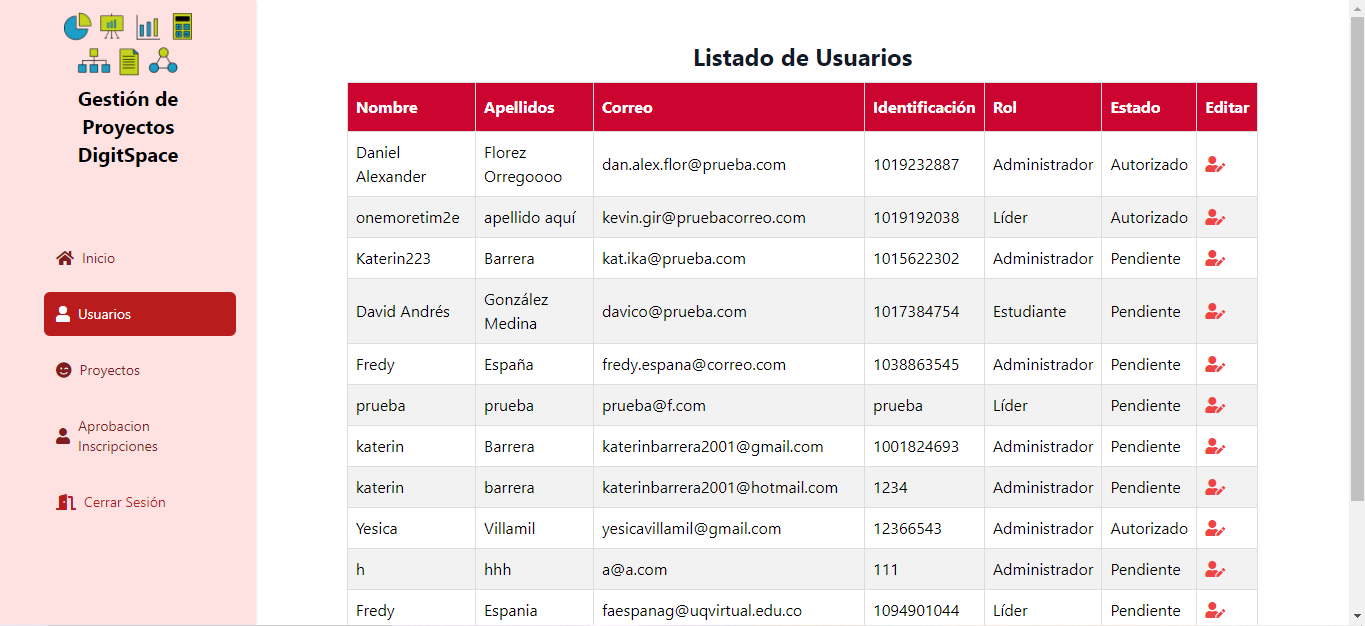 Gestión de
Proyectos
DigitSpace
Inicio
Usuarios
Proyectos
Aprobacion
Inscripciones
Cerrar Sesión
Listado de Usuarios
Nombre Apellidos Correo Identificación Rol Estado Editar
Daniel Alexander Florez Orregoooo dan.alex.flor@prueba.com 1019232887 Administrador Autorizado
onemoretim2e apellido aquí kevin.gir@pruebacorreo.com 1019192038 Líder Autorizado
Katerin223 Barrera kat.ika@prueba.com 1015622302 Administrador Pendiente
David Andrés González Medina davico@prueba.com 1017384754 Estudiante Pendiente
Fredy España fredy.espana@correo.com 1038863545 Administrador Pendiente
prueba prueba prueba@f.com prueba Líder Pendiente
katerin Barrera katerinbarrera2001@gmail.com 1001824693 Administrador Pendiente
katerin barrera katerinbarrera2001@hotmail.com 1234 Administrador Pendiente
Yesica Villamil yesicavillamil@gmail.com 12366543 Administrador Autorizado
h hhh a@a.com 111 Administrador Pendiente
Fredy Espania faespanag@uqvirtual.edu.co 1094901044 Líder Pendiente